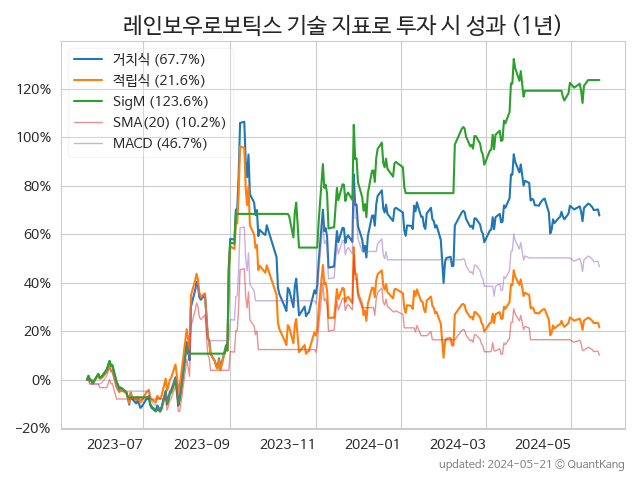 레인보우로보틱스 기술 지표로 투자 시 성과 (1년)
거치식 (67.7%)
적립식 (21.6%)
SigM (123.6%)
SMA(20) (10.2%)
MACD (46.7%)
120%
100%
80%
60%
40%
20%
0%
−20%
2023-07 2023-09 2023-11 2024-01 2024-03 2024-05
updated: 2024-05-21 © QuantKang